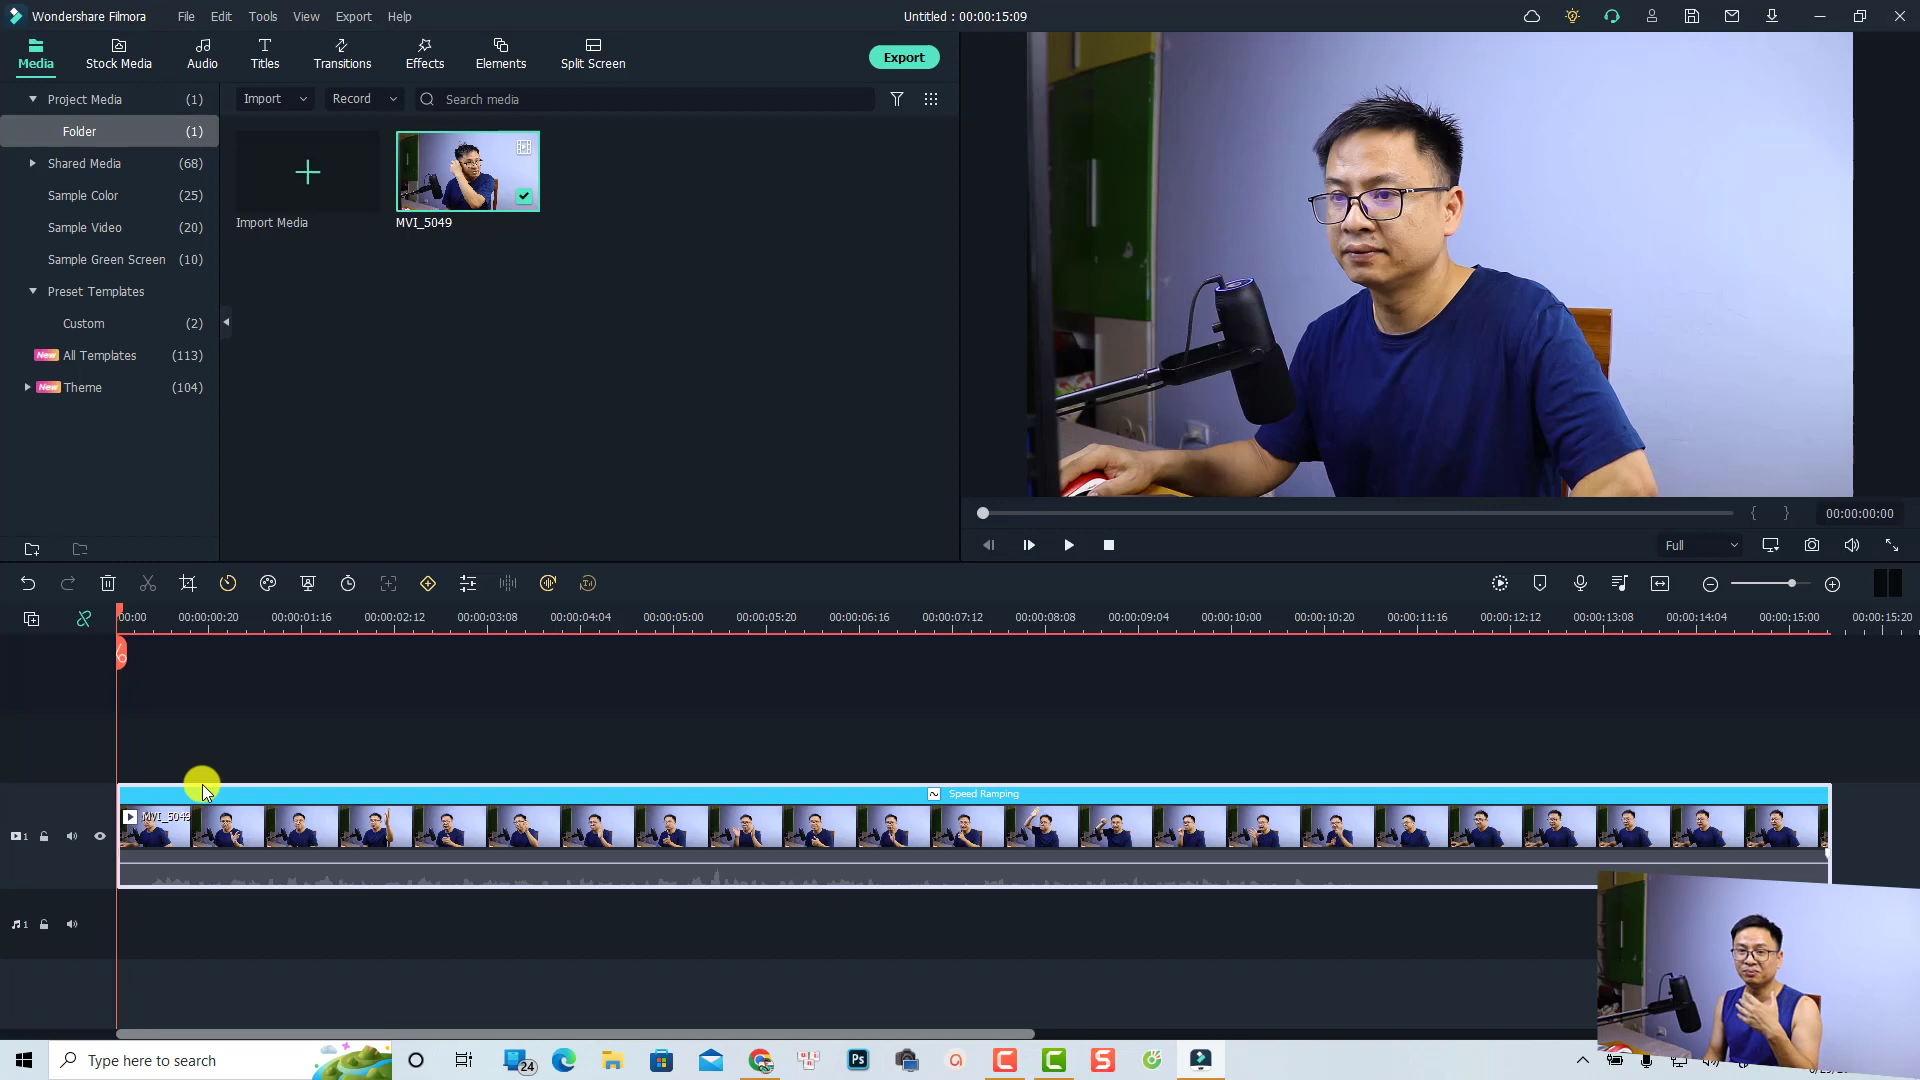 Wondershare Filmora
File Edit Tools View Export Help
Untitled : 00:00:15:09
Media
Stock Media
Audio
Titles
Transitions
Effects
Elements
Split Screen
Export
Project Media (1)
Folder (1)
Shared Media (68)
Sample Color (25)
Sample Video (20)
Sample Green Screen (10)
Preset Templates
Custom (2)
New All Templates (113)
New Theme (104)
Import
Record
Search media
Import Media
MVI_5049
00:00:00:00
Full
:00:00 00:00:00:20 00:00:01:16 00:00:02:12 00:00:03:08 00:00:04:04 00:00:05:00 00:00:05:20 00:00:06:16 00:00:07:12 00:00:08:08 00:00:09:04 00:00:10:00 00:00:10:20 00:00:11:16 00:00:12:12 00:00:13:08 00:00:14:04 00:00:15:00 00:00:15:20
Speed Ramping
MVI_5049
1
1
Type here to search
24
Ps